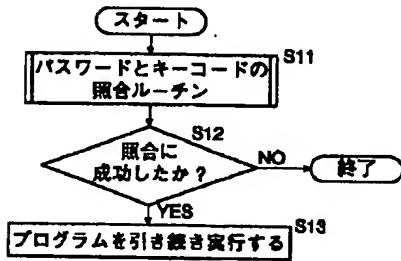 スタート
S11
パスワードとキーコードの
照合ルーチン
S12
照合に
成功したか？
NO
終了
YES
S13
プログラムを引き続き実行する